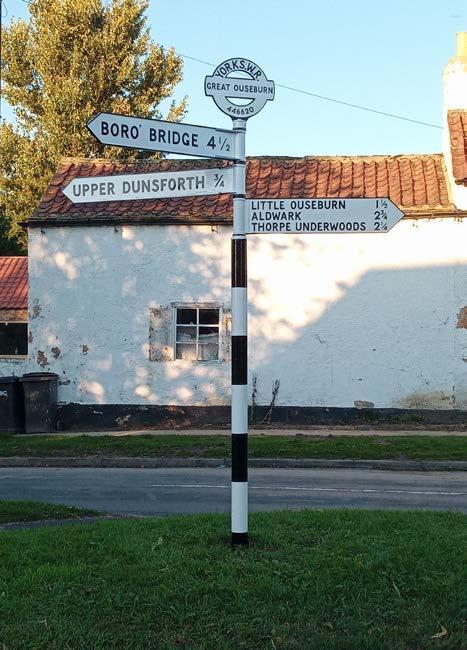 YORKS.W.R.
GREAT OUSEBURN
446620
BORO' BRIDGE 4½
UPPER DUNSFORTH ¾
LITTLE OUSEBURN 1½
ALDWARK 2¾
THORPE UNDERWOODS 2¼